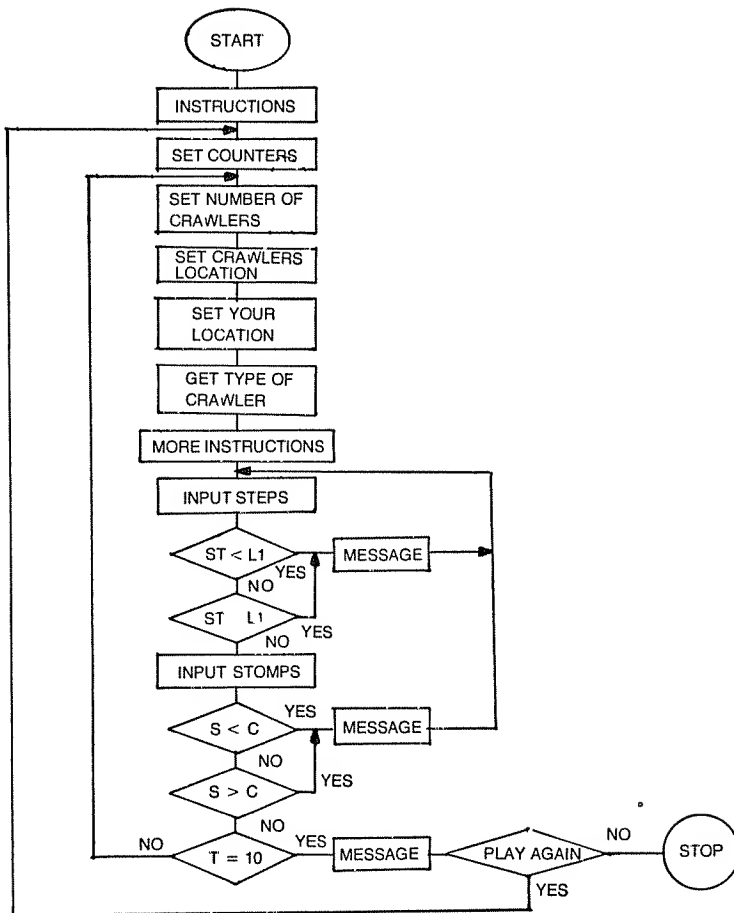 START
INSTRUCTIONS
SET COUNTERS
SET NUMBER OF
CRAWLERS
SET CRAWLERS
LOCATION
SET YOUR
LOCATION
GET TYPE OF
CRAWLER
MORE INSTRUCTIONS
INPUT STEPS
ST < L1
YES
MESSAGE
NO
ST L1
YES
NO
INPUT STOMPS
S < C
YES
MESSAGE
NO
S > C
YES
NO
NO
T = 10
YES
MESSAGE
PLAY AGAIN
NO
STOP
YES